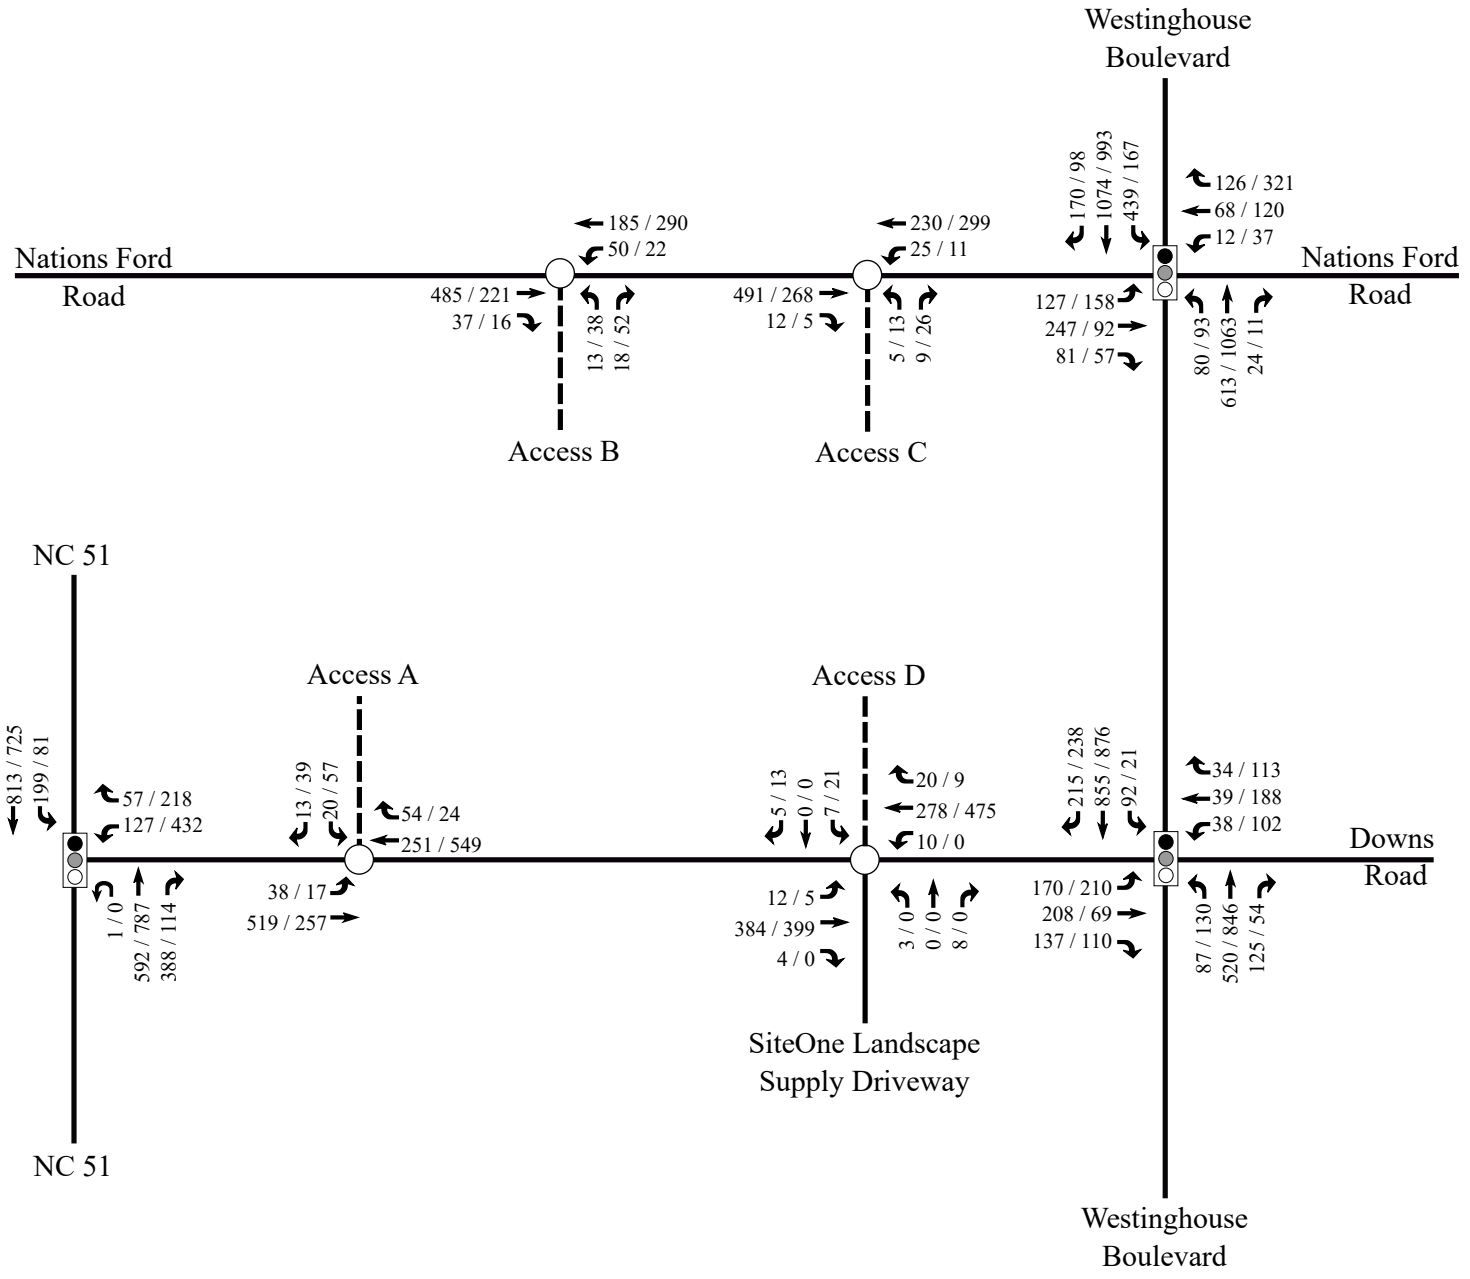 Westinghouse
Boulevard
170 / 98
1074 / 993
439 / 167
126 / 321
68 / 120
12 / 37
185 / 290
50 / 22
230 / 299
25 / 11
Nations Ford
Road
Nations Ford
Road
485 / 221
37 / 16
13 / 38
18 / 52
491 / 268
12 / 5
5 / 13
9 / 26
127 / 158
247 / 92
81 / 57
80 / 93
613 / 1063
24 / 11
Access B
Access C
NC 51
Access A
Access D
813 / 725
199 / 81
57 / 218
127 / 432
13 / 39
20 / 57
54 / 24
251 / 549
5 / 13
0 / 0
7 / 21
20 / 9
278 / 475
10 / 0
215 / 238
855 / 876
92 / 21
34 / 113
39 / 188
38 / 102
Downs
Road
1 / 0
592 / 787
388 / 114
38 / 17
519 / 257
12 / 5
384 / 399
4 / 0
3 / 0
0 / 0
8 / 0
170 / 210
208 / 69
137 / 110
87 / 130
520 / 846
125 / 54
SiteOne Landscape
Supply Driveway
NC 51
Westinghouse
Boulevard